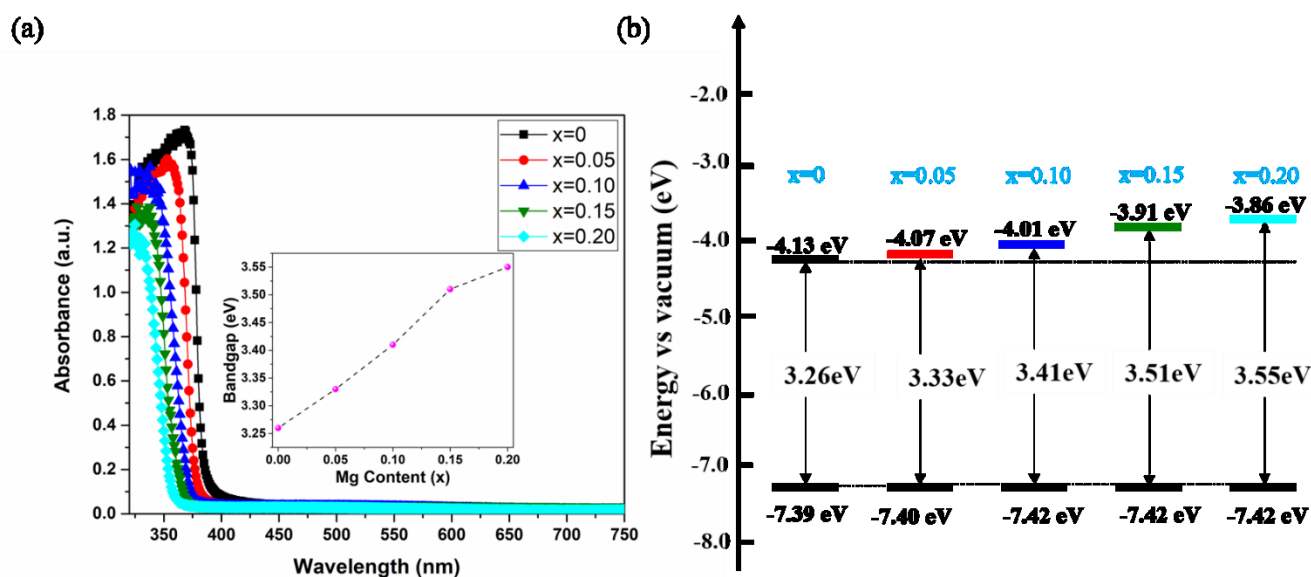 (a)
1.8
1.6
1.4
1.2
1.0
0.8
0.6
0.4
0.2
0.0
Absorbance (a.u.)
350 400 450 500 550 600 650 700 750
Wavelength (nm)
x=0
x=0.05
x=0.10
x=0.15
x=0.20
3.55
3.50
3.45
3.40
3.35
3.30
3.25
Bandgap (eV)
0.00 0.05 0.10 0.15 0.20
Mg Content (x)
(b)
Energy vs vacuum (eV)
-2.0
-3.0
-4.0
-5.0
-6.0
-7.0
-8.0
x=0 x=0.05 x=0.10 x=0.15 x=0.20
-4.13 eV -4.07 eV -4.01 eV -3.91 eV -3.86 eV
3.26eV 3.33eV 3.41eV 3.51eV 3.55eV
-7.39 eV -7.40 eV -7.42 eV -7.42 eV -7.42 eV